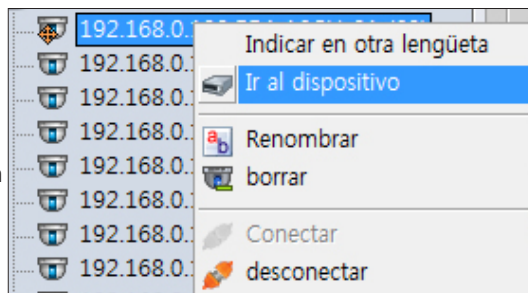 192.168.0.
Indicar en otra lengüeta
192.168.0.
Ir al dispositivo
192.168.0.
192.168.0.
Renombrar
192.168.0.
borrar
192.168.0.
192.168.0.
Conectar
192.168.0.
desconectar